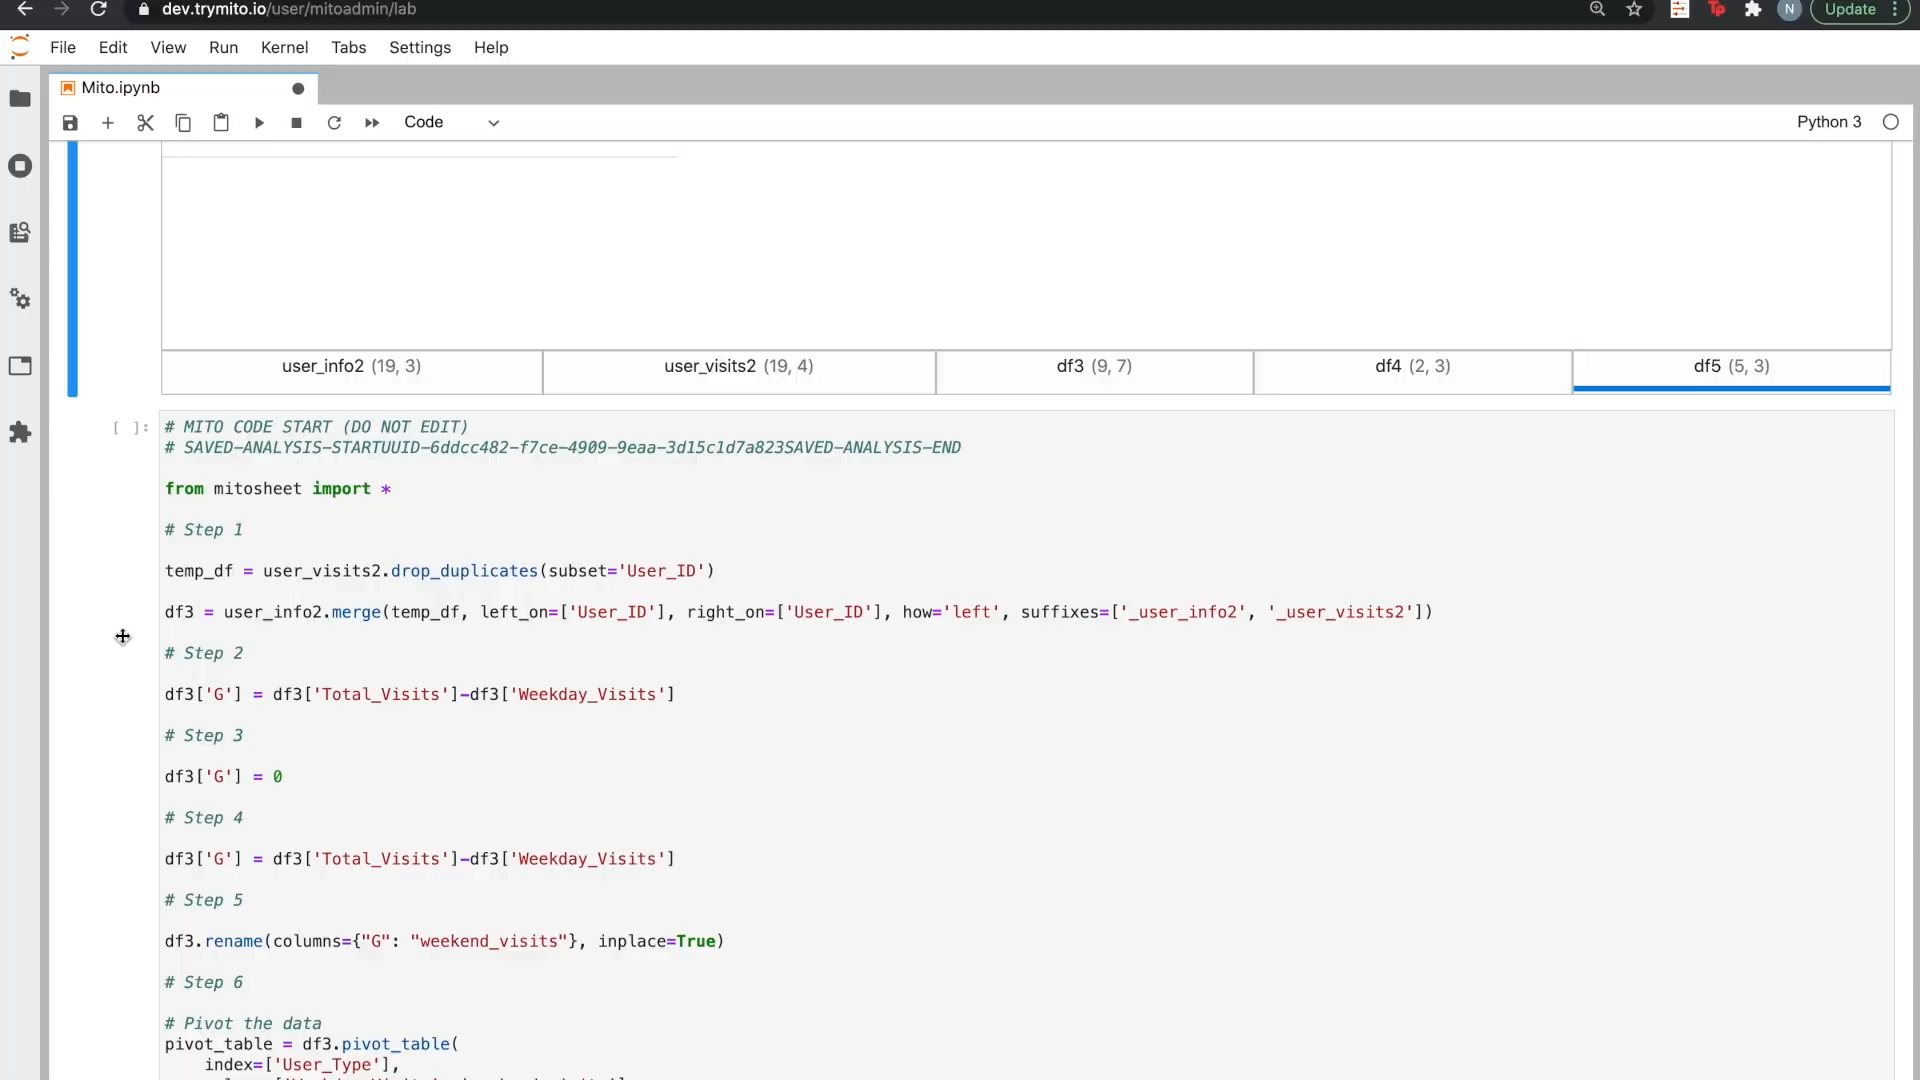 dev.trymito.io/user/mitoadmin/lab
Tp
N
Update
File Edit View Run Kernel Tabs Settings Help
Mito.ipynb
Code
Python 3
user_info2 (19, 3) user_visits2 (19, 4) df3 (9, 7) df4 (2, 3) df5 (5, 3)
[ ]: # MITO CODE START (DO NOT EDIT)
# SAVED-ANALYSIS-STARTUUID-6ddcc482-f7ce-4909-9eaa-3d15c1d7a823SAVED-ANALYSIS-END
from mitosheet import *
# Step 1
temp_df = user_visits2.drop_duplicates(subset='User_ID')
df3 = user_info2.merge(temp_df, left_on=['User_ID'], right_on=['User_ID'], how='left', suffixes=['_user_info2', '_user_visits2'])
# Step 2
df3['G'] = df3['Total_Visits']-df3['Weekday_Visits']
# Step 3
df3['G'] = 0
# Step 4
df3['G'] = df3['Total_Visits']-df3['Weekday_Visits']
# Step 5
df3.rename(columns={"G": "weekend_visits"}, inplace=True)
# Step 6
# Pivot the data
pivot_table = df3.pivot_table(
index=['User_Type'],